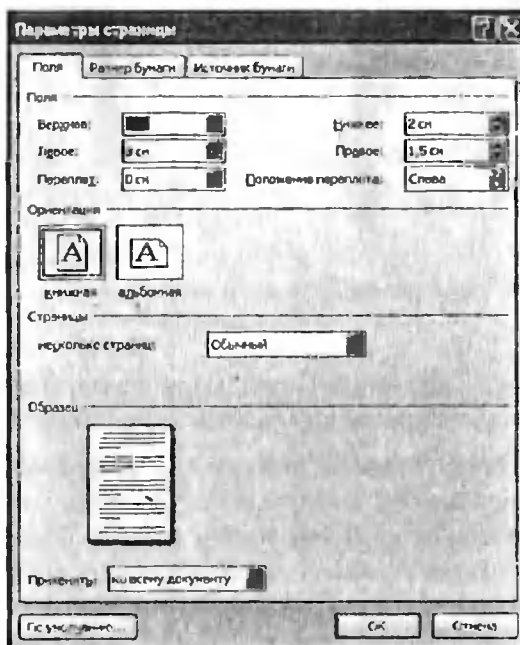 Параметры страницы
Поля Размер бумаги Источник бумаги
Поля
Верхнее: Нижнее: 2 см
Левое: 3 см Правое: 1,5 см
Переплет: 0 см Положение переплета: Слева
Ориентация
книжная альбомная
Страницы
несколько страниц: Обычный
Образец
Применить: ко всему документу
По умолчанию... ОК Отмена